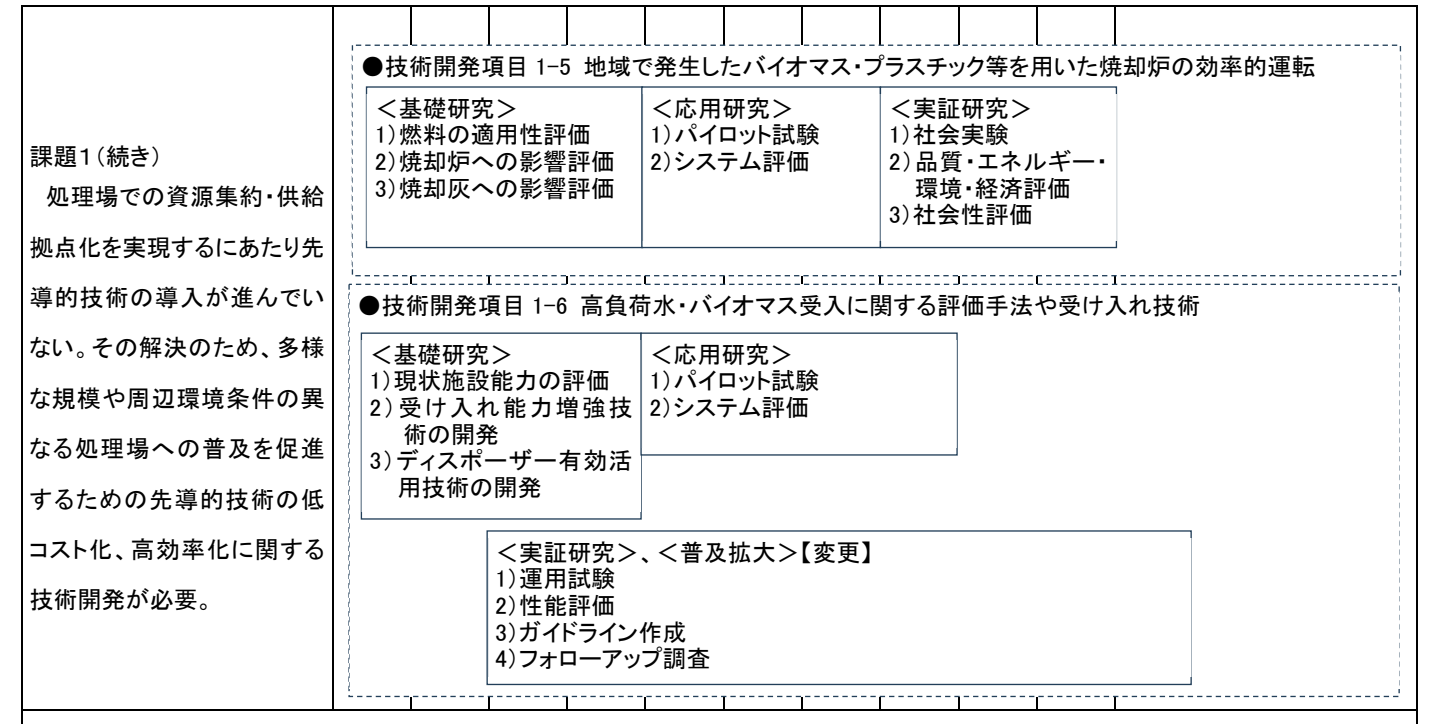 課題１（続き）
処理場での資源集約・供給
拠点化を実現するにあたり先
導的技術の導入が進んでい
ない。その解決のため、多様
な規模や周辺環境条件の異
なる処理場への普及を促進
するための先導的技術の低
コスト化、高効率化に関する
技術開発が必要。
●技術開発項目 1-5 地域で発生したバイオマス・プラスチック等を用いた焼却炉の効率的運転
＜基礎研究＞
1)燃料の適用性評価
2)焼却炉への影響評価
3)焼却灰への影響評価
＜応用研究＞
1)パイロット試験
2)システム評価
＜実証研究＞
1)社会実験
2)品質・エネルギー・
環境・経済評価
3)社会性評価
●技術開発項目 1-6 高負荷水・バイオマス受入に関する評価手法や受け入れ技術
＜基礎研究＞
1)現状施設能力の評価
2)受け入れ能力増強技
術の開発
3)ディスポーザー有効活
用技術の開発
＜応用研究＞
1)パイロット試験
2)システム評価
＜実証研究＞、＜普及拡大＞【変更】
1)運用試験
2)性能評価
3)ガイドライン作成
4)フォローアップ調査